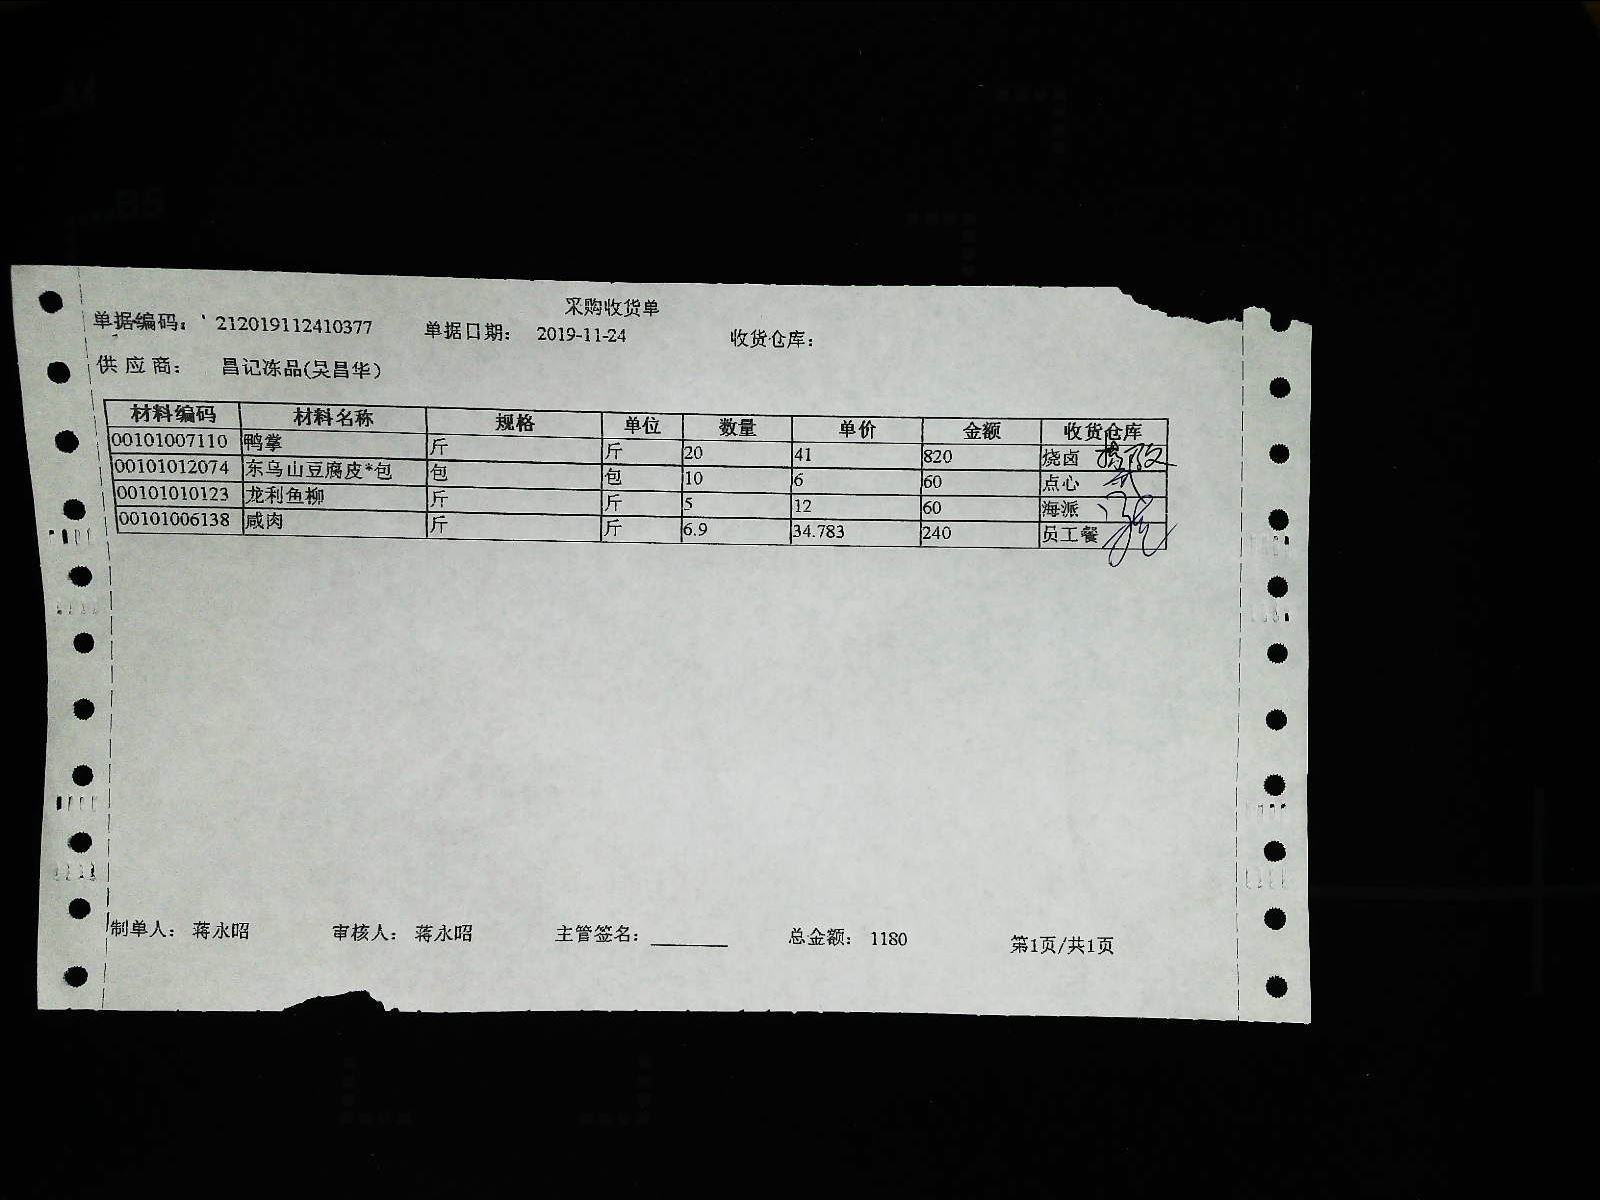 采购收货单
单据编码: 212019112410377 单据日期: 2019-11-24 收货仓库:
供应商: 昌记冻品(吴昌华)
材料编码 材料名称 规格 单位 数量 单价 金额 收货仓库
00101007110 鸭掌 斤 斤 20 41 820 烧卤
00101012074 东乌山豆腐皮*包 包 包 10 6 60 点心
00101010123 龙利鱼柳 斤 斤 5 12 60 海派
00101006138 咸肉 斤 斤 6.9 34.783 240 员工餐
制单人: 蒋永昭 审核人: 蒋永昭 主管签名: 总金额: 1180 第1页/共1页